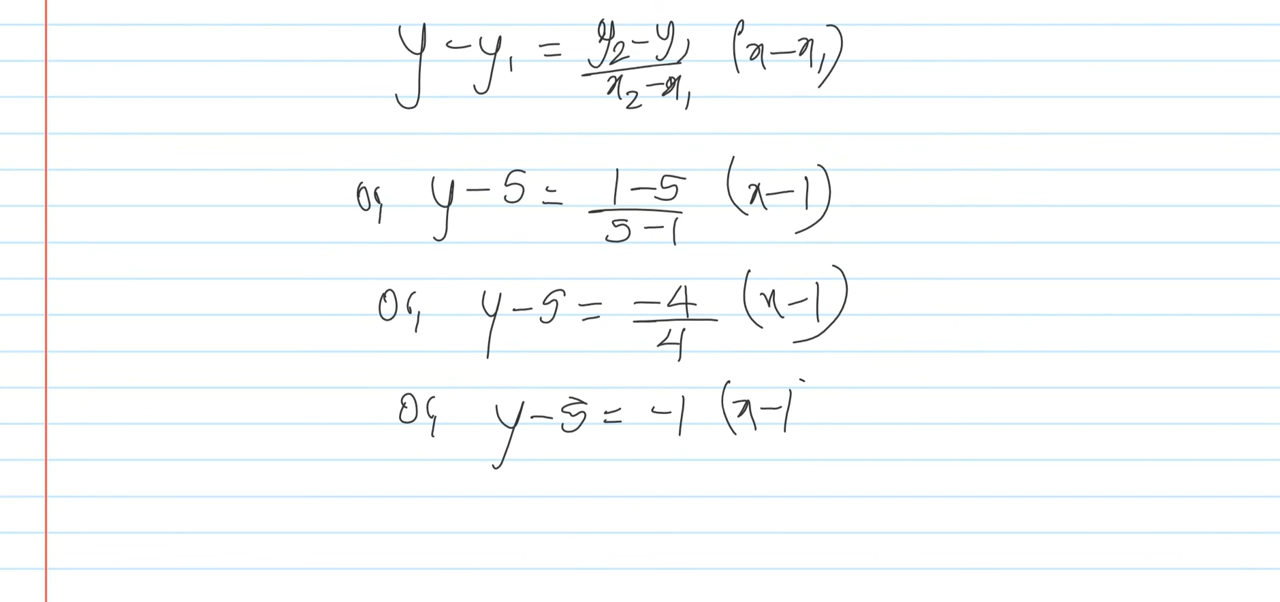 y - y₁ = y₂ - y₁ / x₂ - x₁ (x - x₁)
or, y - 5 = 1 - 5 / 5 - 1 (x - 1)
or, y - 5 = -4 / 4 (x - 1)
or, y - 5 = -1 (x - 1